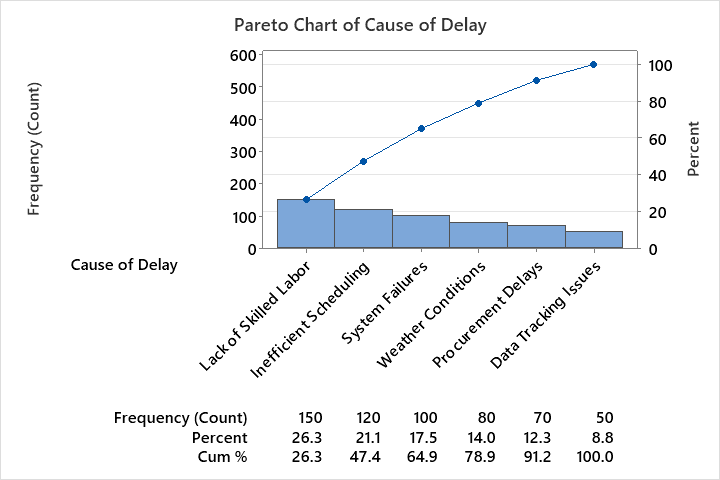 Pareto Chart of Cause of Delay
Frequency (Count)
600
500
400
300
200
100
0
100
80
60
40
20
0
Percent
Cause of Delay
Lack of Skilled Labor
Inefficient Scheduling
System Failures
Weather Conditions
Procurement Delays
Data Tracking Issues
Frequency (Count) 150 120 100 80 70 50
Percent 26.3 21.1 17.5 14.0 12.3 8.8
Cum % 26.3 47.4 64.9 78.9 91.2 100.0